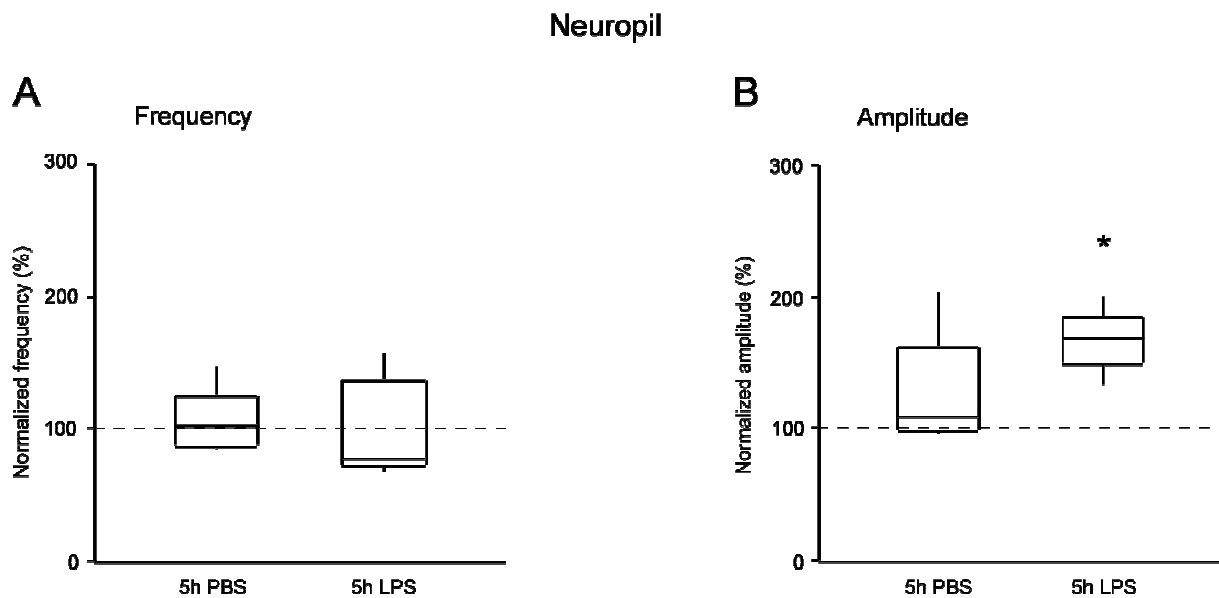 Neuropil
A
Frequency
Normalized frequency (%)
300
200
100
0
5h PBS
5h LPS
B
Amplitude
Normalized amplitude (%)
300
200
100
0
*
5h PBS
5h LPS